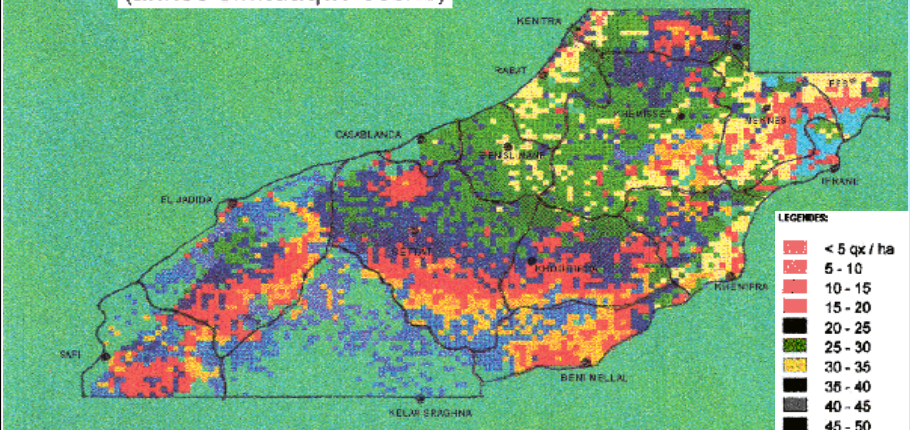 KENITRA
RABAT
FES
KHEMISSE
MEKNES
CASABLANCA
BENSLIMANE
IFRANE
EL JADIDA
LEGENDES:
SETTAT
< 5 qx / ha
KHOURIBGA
5 - 10
KHENIFRA
10 - 15
15 - 20
20 - 25
25 - 30
SAFI
30 - 35
BENI MELLAL
35 - 40
40 - 45
KELAA SRAGHNA
45 - 50